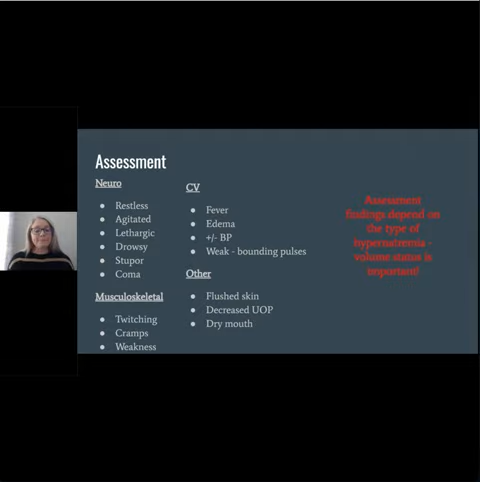 Assessment
Neuro
Restless
Agitated
Lethargic
Drowsy
Stupor
Coma
Musculoskeletal
Twitching
Cramps
Weakness
CV
Fever
Edema
+/- BP
Weak - bounding pulses
Other
Flushed skin
Decreased UOP
Dry mouth
Assessment
findings depend on
the type of
hypernatremia -
volume status is
important!